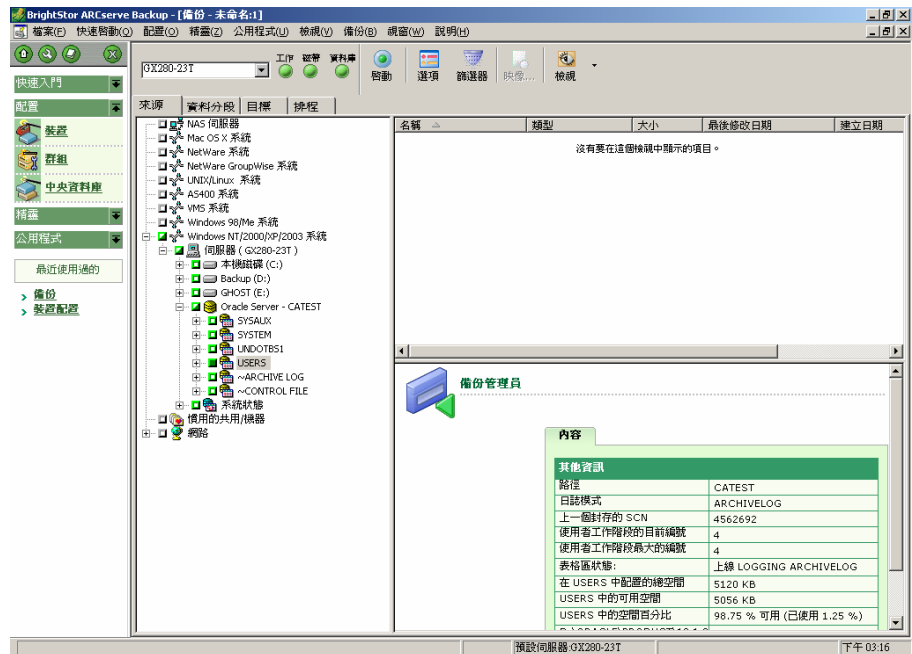 BrightStor ARCserve Backup - [備份 - 未命名:1]
檔案(F) 快速啓動(Q) 配置(O) 精靈(Z) 公用程式(U) 檢視(V) 備份(B) 視窗(W) 說明(H)
GX280-23T
工作 磁帶 資料庫
啓動 選項 篩選器 映像... 檢視
快速入門
配置
裝置
群組
中央資料庫
精靈
公用程式
最近使用過的
備份
裝置配置
來源 資料分段 目標 排程
NAS 伺服器
Mac OS X 系統
NetWare 系統
NetWare GroupWise 系統
UNIX/Linux 系統
AS400 系統
VMS 系統
Windows 98/Me 系統
Windows NT/2000/XP/2003 系統
伺服器 ( GX280-23T )
本機磁碟 (C:)
Backup (D:)
GHOST (E:)
Oracle Server - CATEST
SYSAUX
SYSTEM
UNDOTBS1
USERS
~ARCHIVE LOG
~CONTROL FILE
系統狀態
慣用的共用/機器
網路
名稱 類型 大小 最後修改日期 建立日期
沒有要在這個檢視中顯示的項目。
備份管理員
內容
其他資訊
路徑 CATEST
日誌模式 ARCHIVELOG
上一個封存的 SCN 4562692
使用者工作階段的目前編號 4
使用者工作階段最大的編號 4
表格區狀態: 上線 LOGGING ARCHIVELOG
在 USERS 中配置的總空間 5120 KB
USERS 中的可用空間 5056 KB
USERS 中的空間百分比 98.75 % 可用 (已使用 1.25 %)
預設伺服器:GX280-23T 下午 03:16